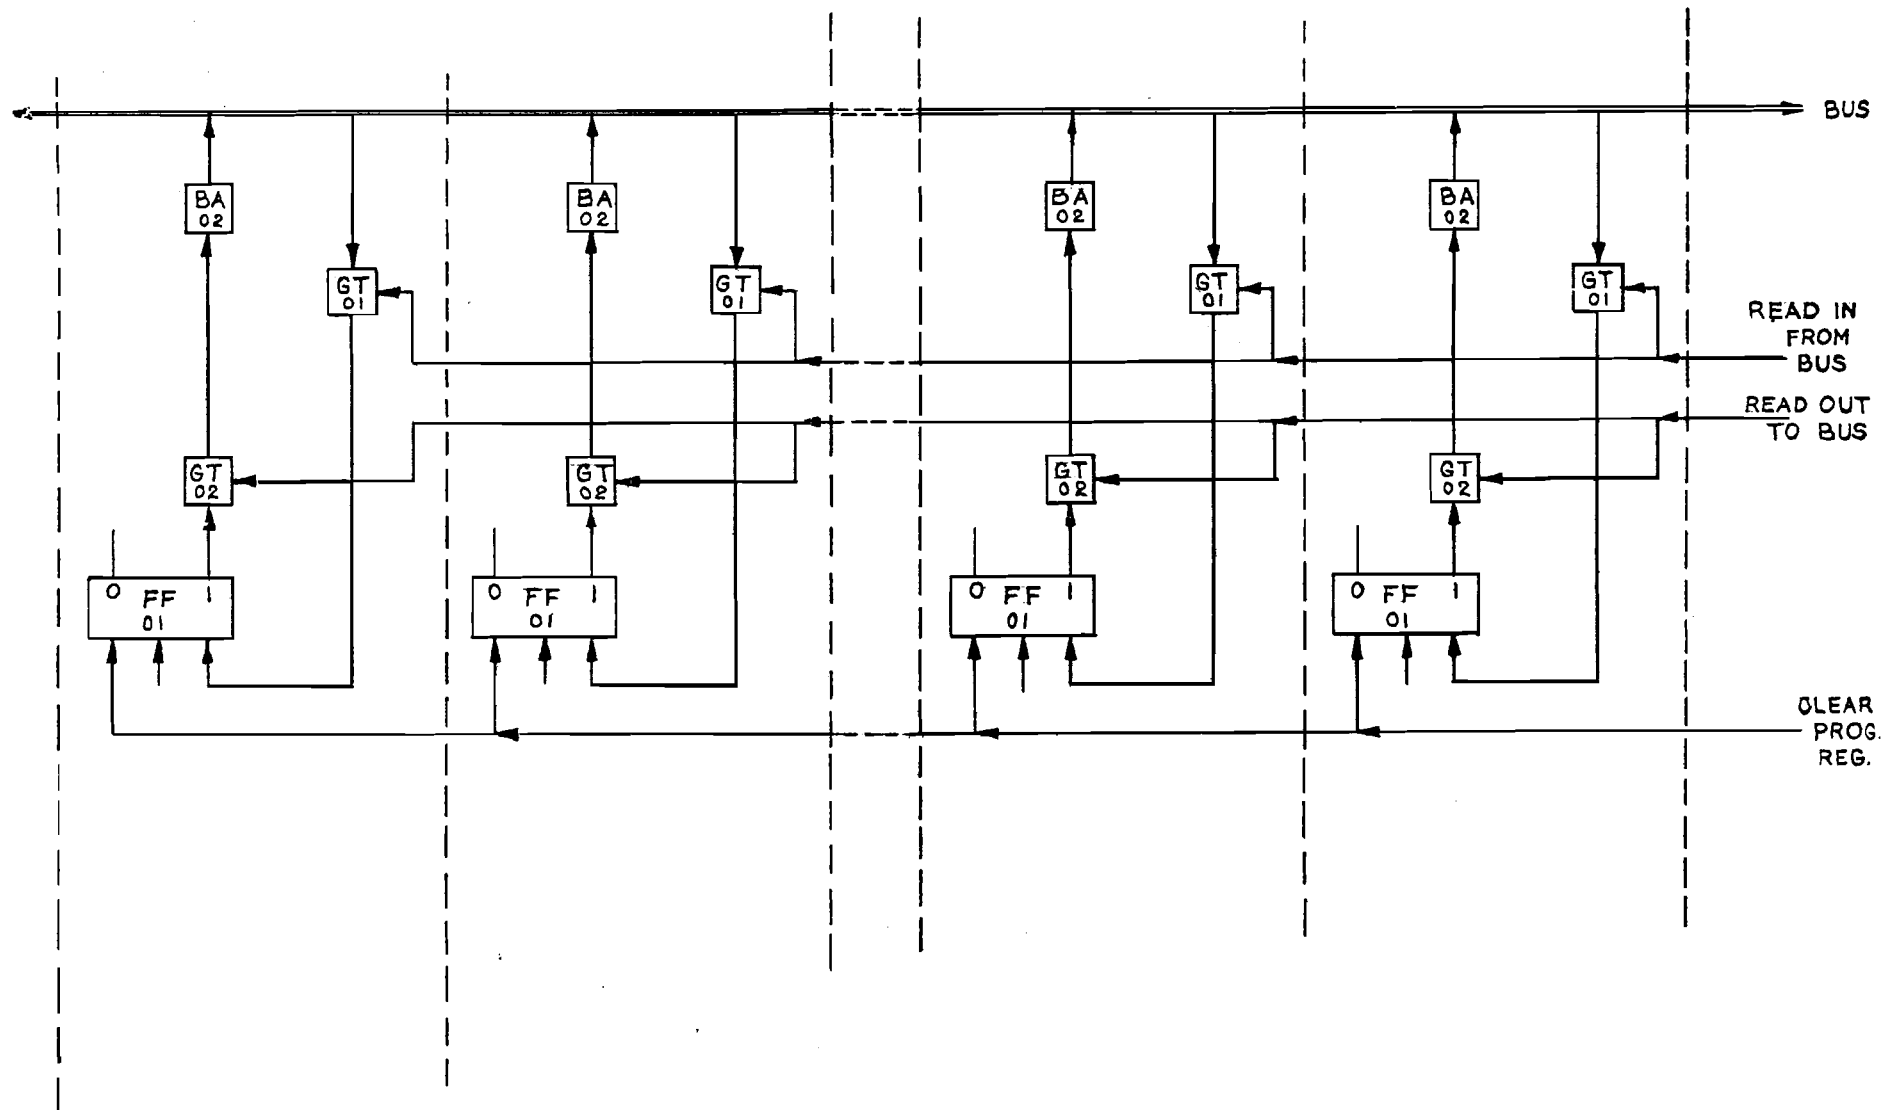 BUS
BA
02
BA
02
BA
02
BA
02
GT
01
GT
01
GT
01
GT
01
READ IN
FROM
BUS
READ OUT
TO BUS
GT
02
GT
02
GT
02
GT
02
0 FF 1
01
0 FF 1
01
0 FF 1
01
0 FF 1
01
CLEAR
PROG.
REG.